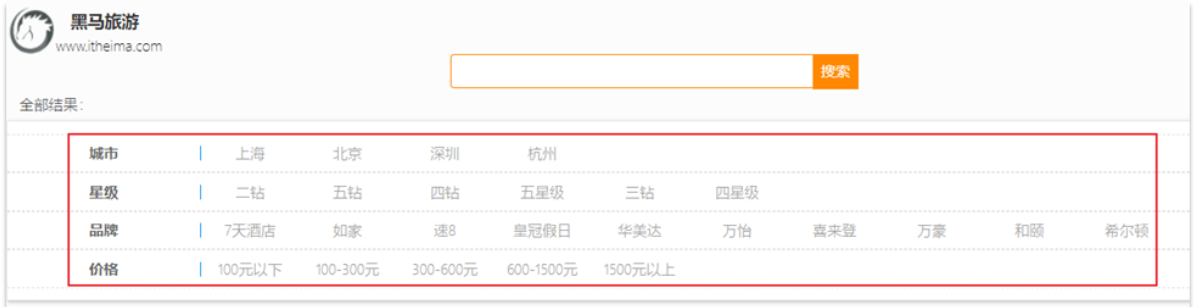 黑马旅游
www.itheima.com
搜索
全部结果:
城市 上海 北京 深圳 杭州
星级 二钻 五钻 四钻 五星级 三钻 四星级
品牌 7天酒店 如家 速8 皇冠假日 华美达 万怡 喜来登 万豪 和颐 希尔顿
价格 100元以下 100-300元 300-600元 600-1500元 1500元以上